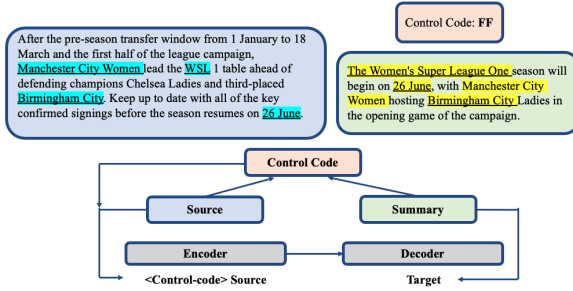 After the pre-season transfer window from 1 January to 18
March and the first half of the league campaign,
Manchester City Women lead the WSL 1 table ahead of
defending champions Chelsea Ladies and third-placed
Birmingham City. Keep up to date with all of the key
confirmed signings before the season resumes on 26 June.
Control Code: FF
The Women's Super League One season will
begin on 26 June, with Manchester City
Women hosting Birmingham City Ladies in
the opening game of the campaign.
Control Code
Source
Summary
Encoder
Decoder
<Control-code> Source
Target